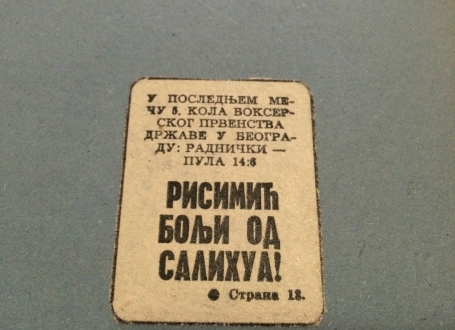 У ПОСЛЕДЊЕМ МЕ-
ЧУ 5. КОЛА БОКСЕР-
СКОГ ПРВЕНСТВА
ДРЖАВЕ У БЕОГРА-
ДУ: РАДНИЧКИ —
ПУЛА 14:6
РИСИМИЋ
БОЉИ ОД
САЛИХУА!
● Страна 13.